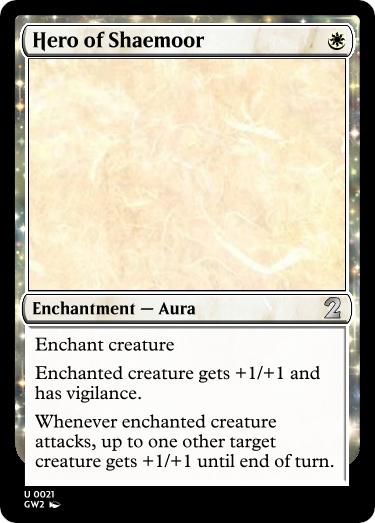 Hero of Shaemoor
Enchantment — Aura
2
Enchant creature
Enchanted creature gets +1/+1 and
has vigilance.
Whenever enchanted creature
attacks, up to one other target
creature gets +1/+1 until end of turn.
U 0021
GW2